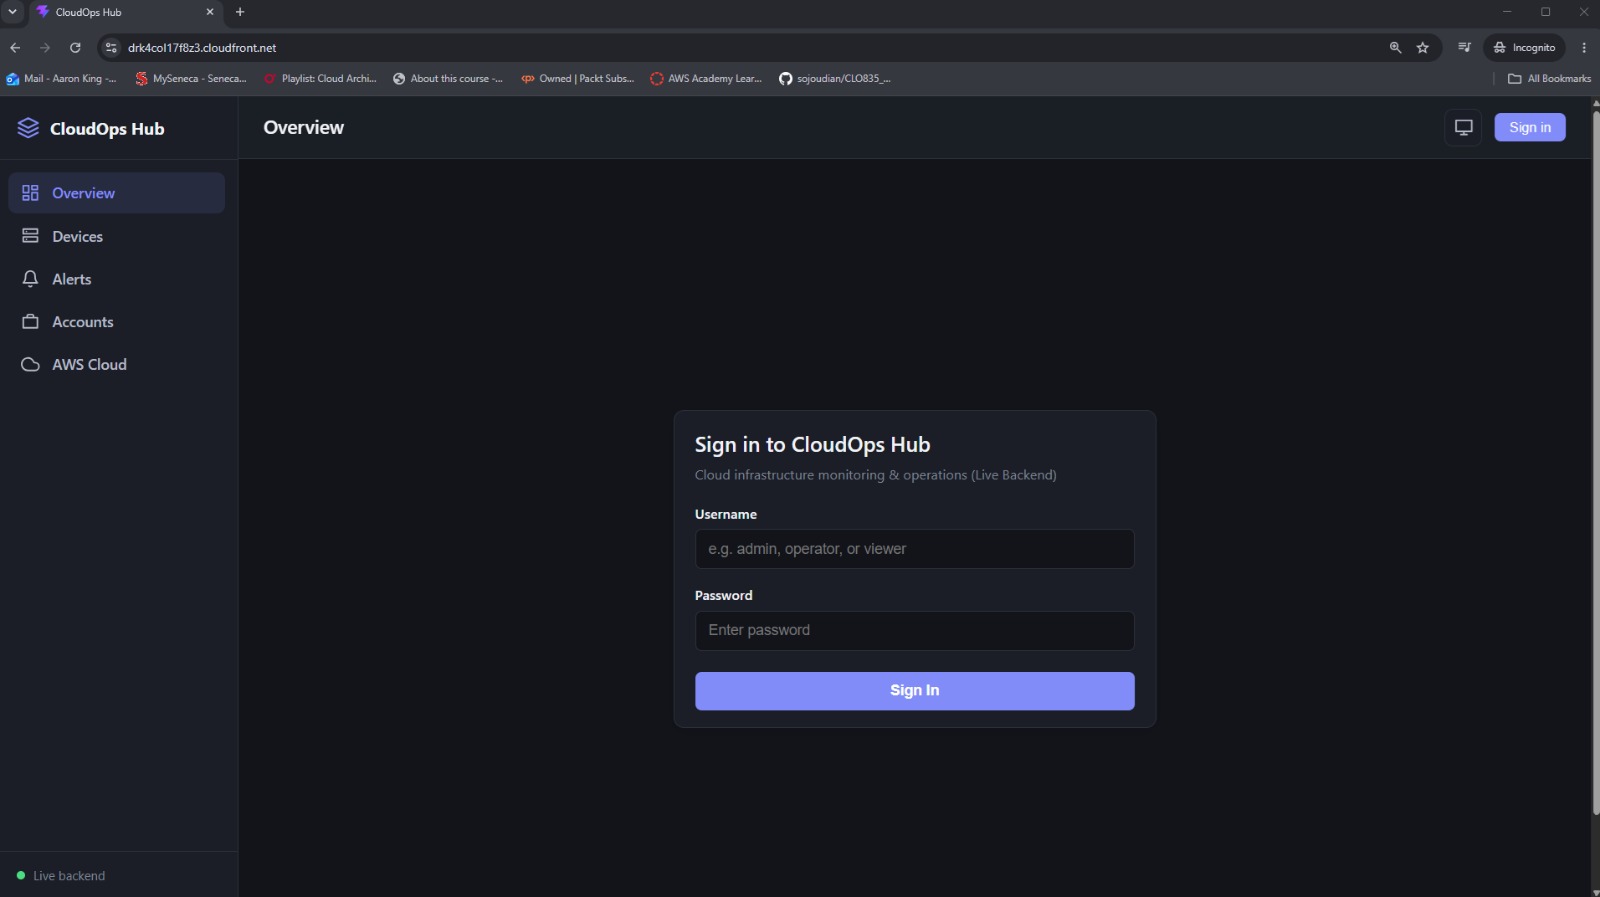 CloudOps Hub
drk4col17f8z3.cloudfront.net
Incognito
Mail - Aaron King -...
MySeneca - Seneca...
Playlist: Cloud Archi...
About this course -...
Owned | Packt Subs...
AWS Academy Lear...
sojoudian/CLO835_...
All Bookmarks
CloudOps Hub
Overview
Sign in
Overview
Devices
Alerts
Accounts
AWS Cloud
Sign in to CloudOps Hub
Cloud infrastructure monitoring & operations (Live Backend)
Username
e.g. admin, operator, or viewer
Password
Enter password
Sign In
Live backend